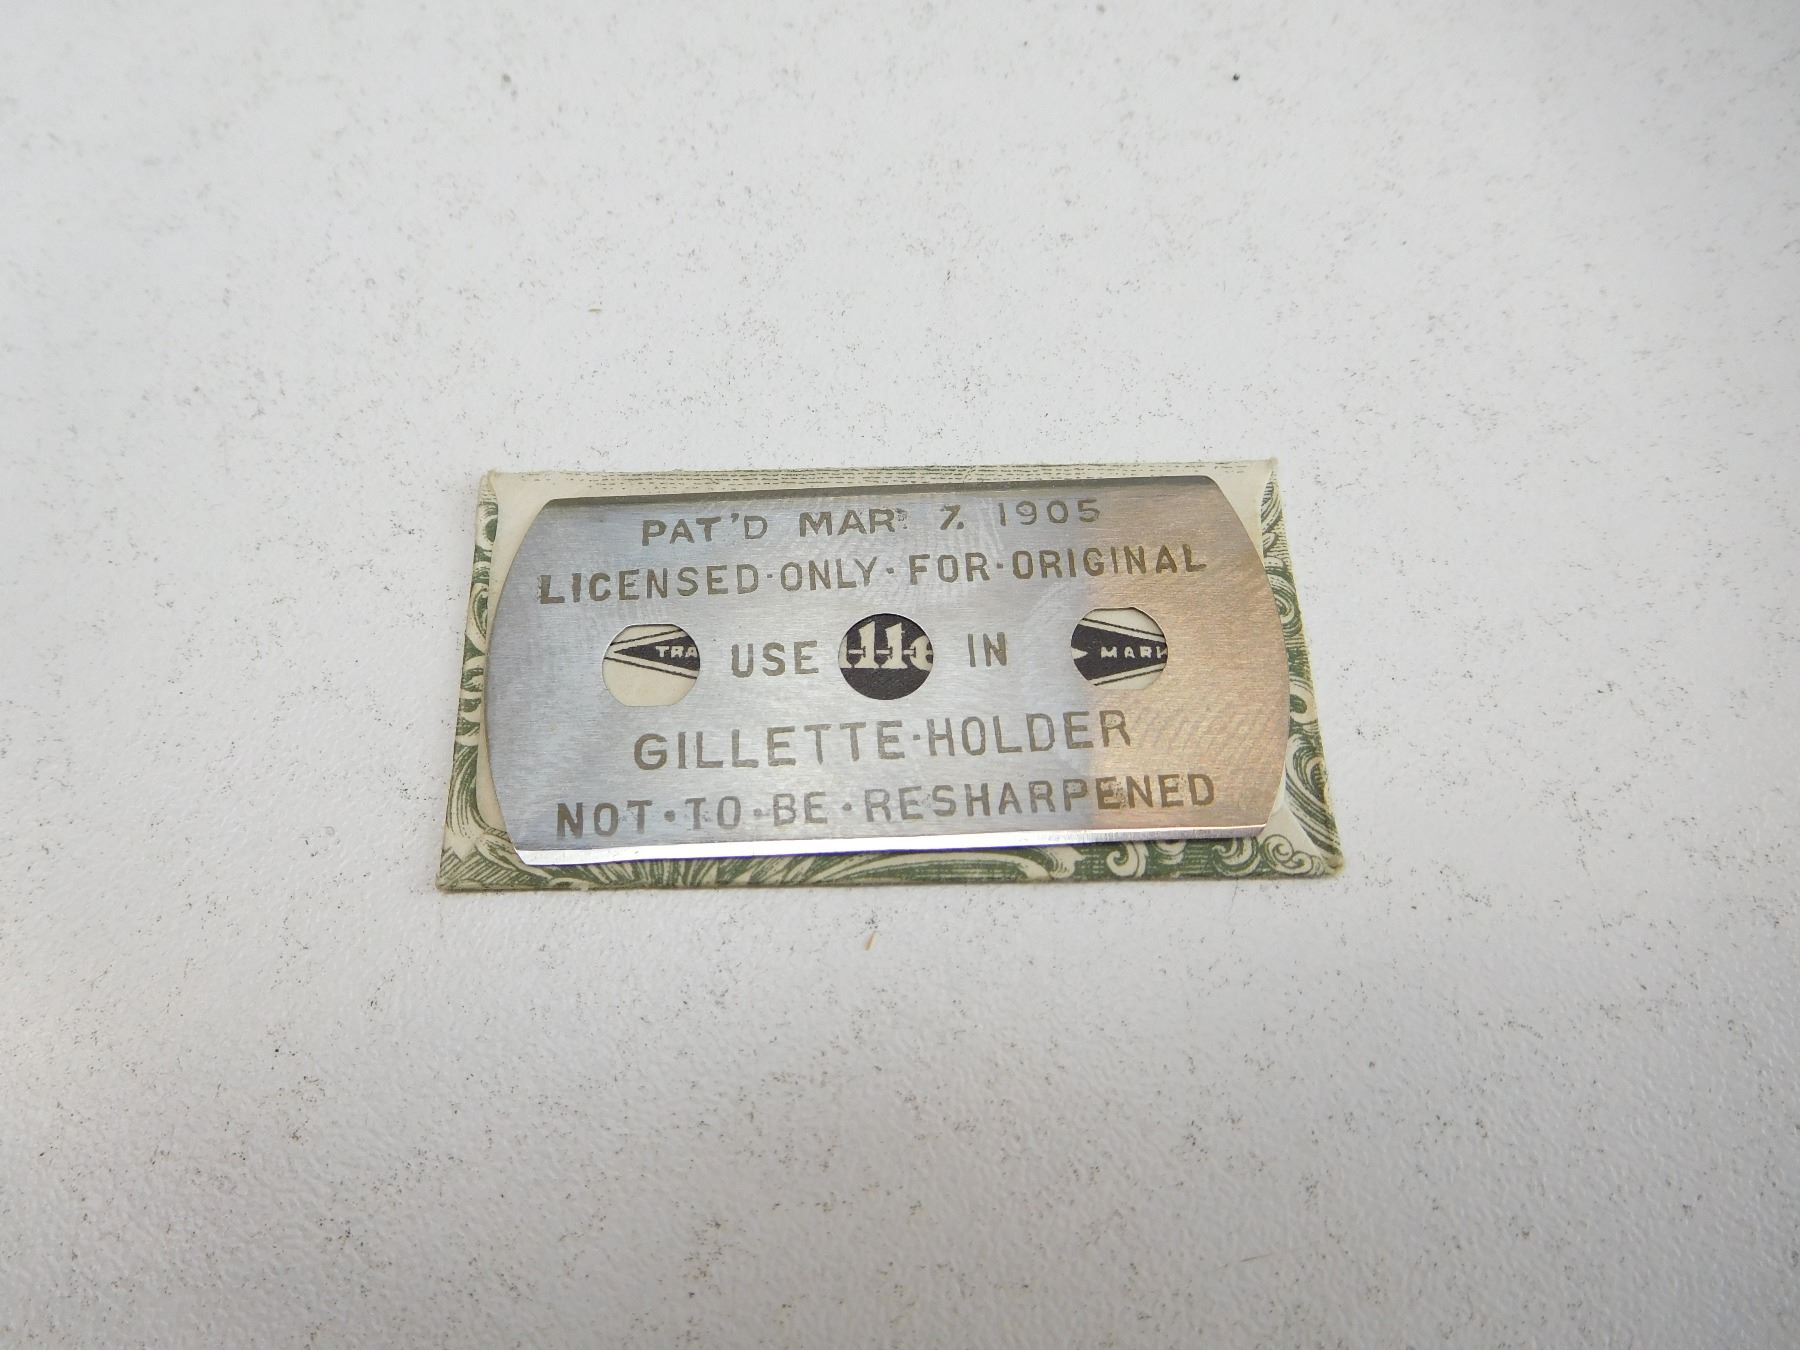 PAT'D MAR. 7. 1905
LICENSED·ONLY·FOR·ORIGINAL
TRA USE IN MARK
GILLETTE·HOLDER
NOT·TO·BE·RESHARPENED